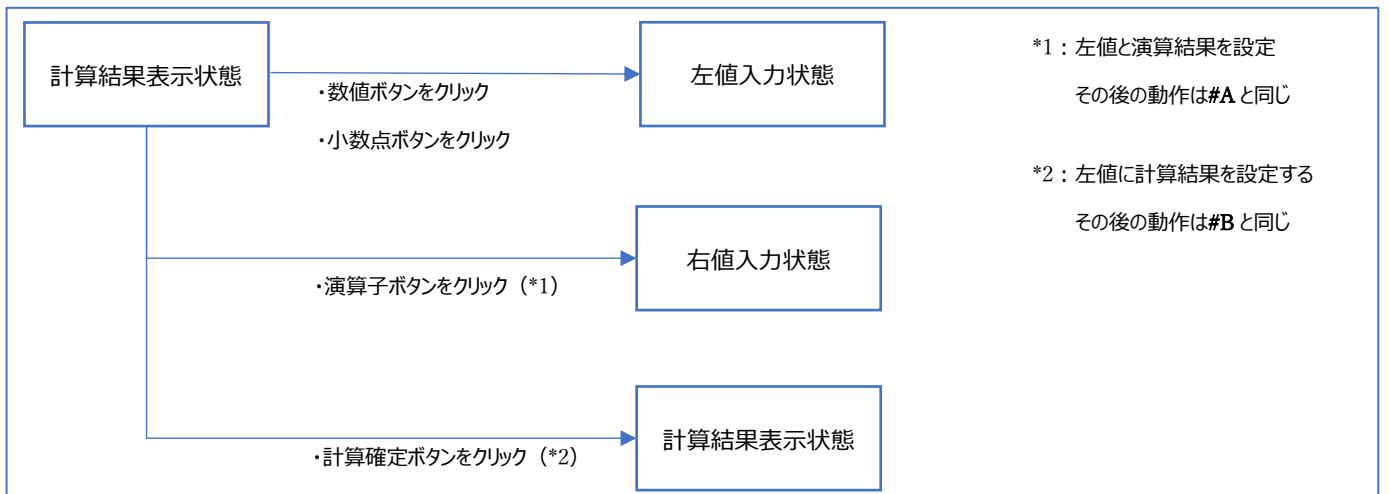 計算結果表示状態
・数値ボタンをクリック
・小数点ボタンをクリック
左値入力状態
・演算子ボタンをクリック（*1）
右値入力状態
・計算確定ボタンをクリック（*2）
計算結果表示状態
*1：左値と演算結果を設定
その後の動作は#A と同じ
*2：左値に計算結果を設定する
その後の動作は#B と同じ